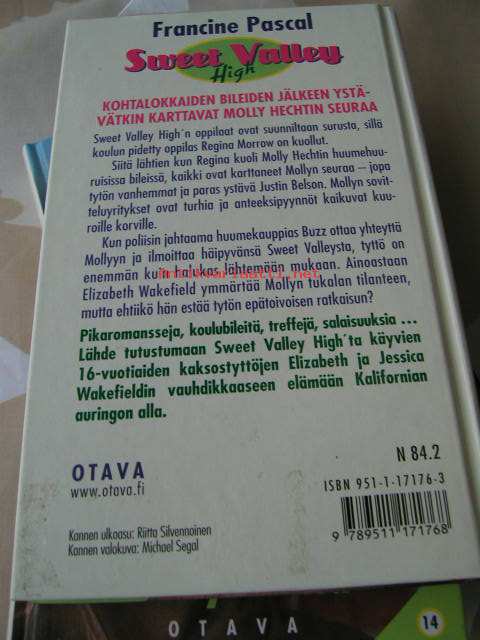 Francine Pascal
Sweet Valley
High
KOHTALOKKAIDEN BILEIDEN JÄLKEEN YSTÄ-
VÄTKIN KARTTAVAT MOLLY HECHTIN SEURAA
Sweet Valley High´n oppilaat ovat suunniltaan surusta, sillä
koulun pidetty oppilas Regina Morrow on kuollut.
Siitä lähtien kun Regina kuoli Molly Hechtin huumehuu-
ruisissa bileissä, kaikki ovat karttaneet Mollyn seuraa – jopa
tytön vanhemmat ja paras ystävä Justin Belson. Mollyn sovit-
teluyritykset ovat turhia ja anteeksipyynnöt kaikuvat kuu-
roille korville.
Kun poliisin jahtaama huumekauppias Buzz ottaa yhteyttä
Mollyyn ja ilmoittaa häipyvänsä Sweet Valleysta, tyttö on
enemmän kuin halukas lähtemään mukaan. Ainoastaan
Elizabeth Wakefield ymmärtää Mollyn tukalan tilanteen,
mutta ehtiikö hän estää tytön epätoivoisen ratkaisun?
Pikaromansseja, koulubileitä, treffejä, salaisuuksia ...
Lähde tutustumaan Sweet Valley High´ta käyvien
16-vuotiaiden kaksostyttöjen Elizabeth ja Jessica
Wakefieldin vauhdikkaaseen elämään Kalifornian
auringon alla.
N 84.2
OTAVA
www.otava.fi
ISBN 951-1-17176-3
9 789511 171768
Kannen ulkoasu: Riitta Silvennoinen
Kannen valokuva: Michael Segal
OTAVA
14